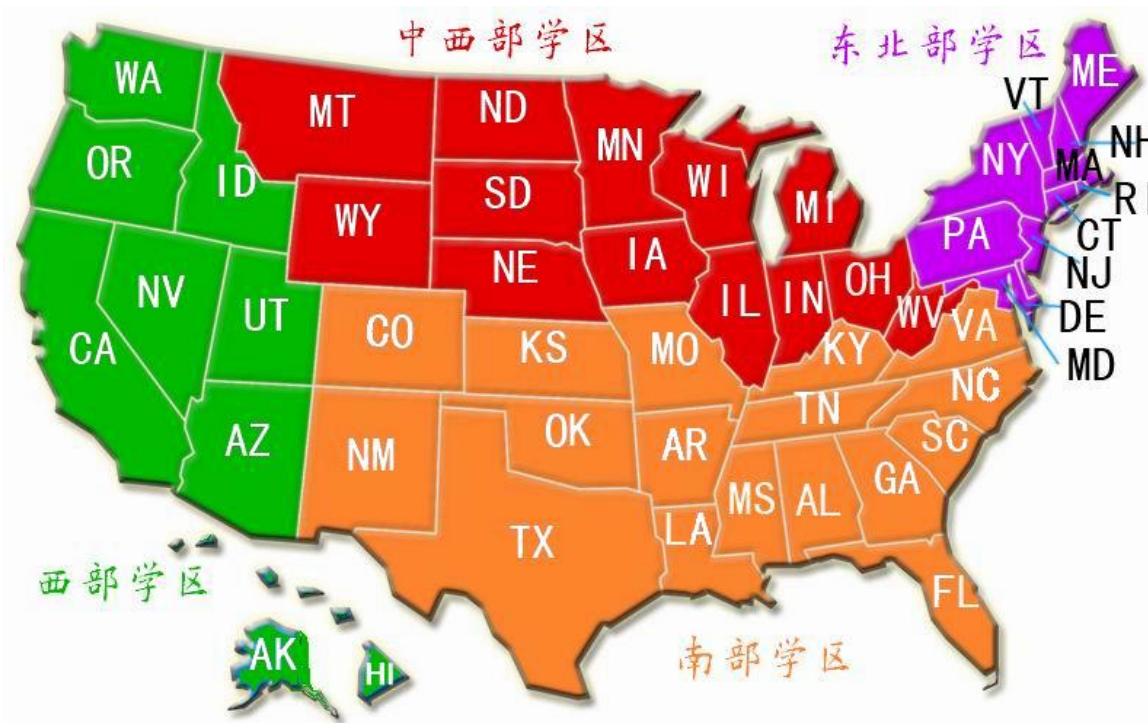 中西部学区
东北部学区
WA
MT
ND
MN
ME
VT
NH
OR
ID
SD
WI
MI
NY
MA
RI
WY
CT
PA
NE
IA
NJ
NV
UT
IL
IN
OH
WV
DE
CA
CO
KS
MO
KY
VA
MD
NC
TN
AZ
NM
OK
AR
SC
MS
AL
GA
TX
LA
西部学区
FL
AK
HI
南部学区